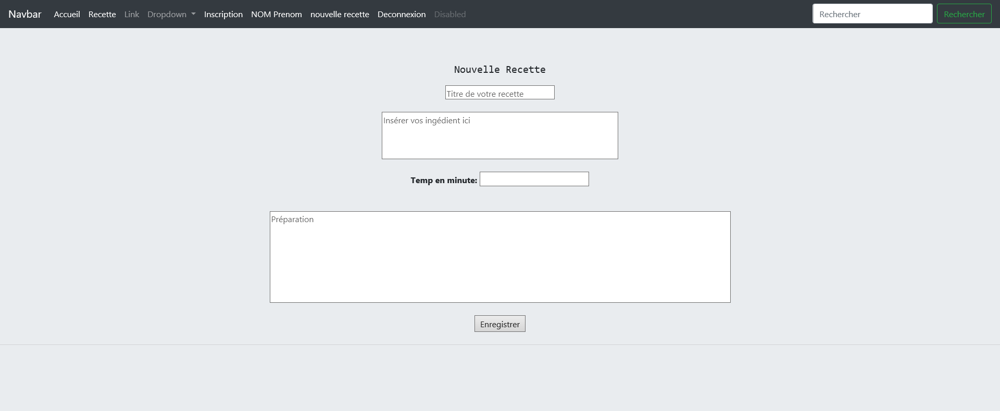 Navbar Accueil Recette Link Dropdown Inscription NOM Prenom nouvelle recette Deconnexion Disabled Rechercher Rechercher
Nouvelle Recette
Titre de votre recette
Insérer vos ingédient ici
Temp en minute:
Préparation
Enregistrer